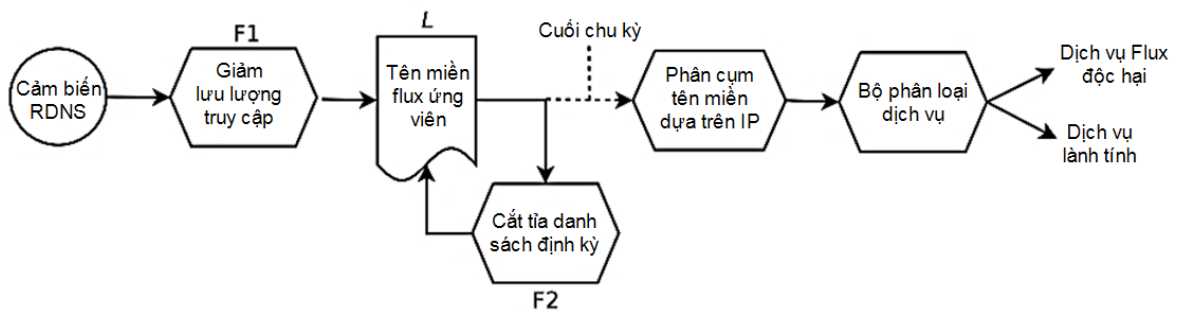 Cảm biến
RDNS
F1
Giảm
lưu lượng
truy cập
L
Tên miền
flux ứng
viên
Cuối chu kỳ
Cắt tỉa danh
sách định kỳ
F2
Phân cụm
tên miền
dựa trên IP
Bộ phân loại
dịch vụ
Dịch vụ Flux
độc hại
Dịch vụ
lành tính